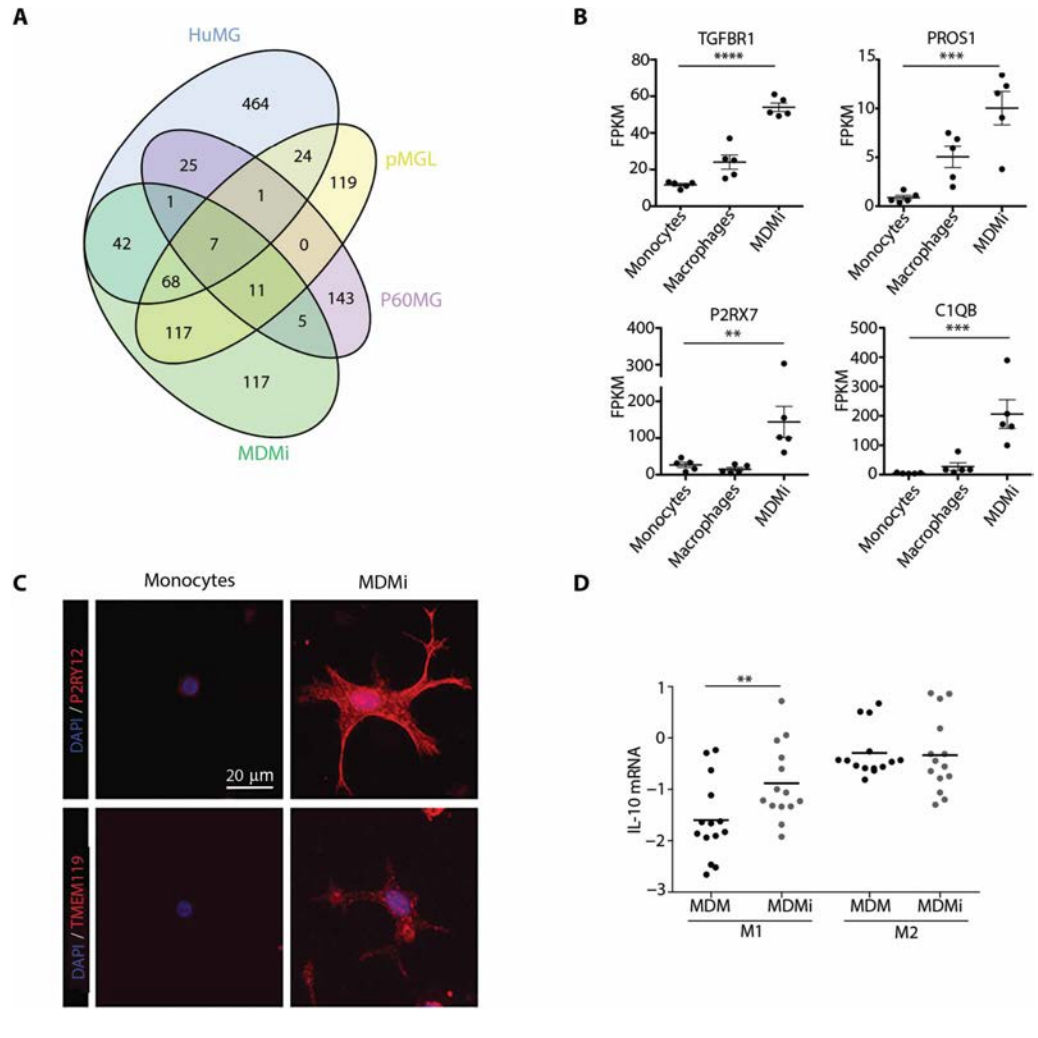 A
HuMG
464
pMGL
24
25
119
1
1
42
7
0
68
11
143
P60MG
5
117
117
MDMi
B
TGFBR1
****
80
60
40
20
0
FPKM
Monocytes
Macrophages
MDMi
PROS1
***
15
10
5
0
FPKM
Monocytes
Macrophages
MDMi
P2RX7
**
400
300
200
100
0
FPKM
Monocytes
Macrophages
MDMi
C1QB
***
500
400
300
200
100
0
FPKM
Monocytes
Macrophages
MDMi
C
Monocytes
MDMi
DAPI / P2RY12
20 μm
DAPI / TMEM119
D
**
1
0
−1
−2
−3
IL-10 mRNA
MDM
MDMi
MDM
MDMi
M1
M2